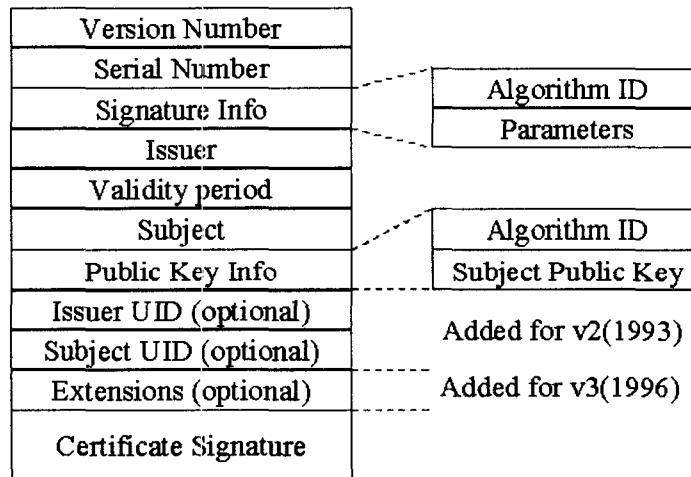 Version Number
Serial Number
Signature Info
Issuer
Validity period
Subject
Public Key Info
Issuer UID (optional)
Subject UID (optional)
Extensions (optional)
Certificate Signature
Algorithm ID
Parameters
Algorithm ID
Subject Public Key
Added for v2(1993)
Added for v3(1996)